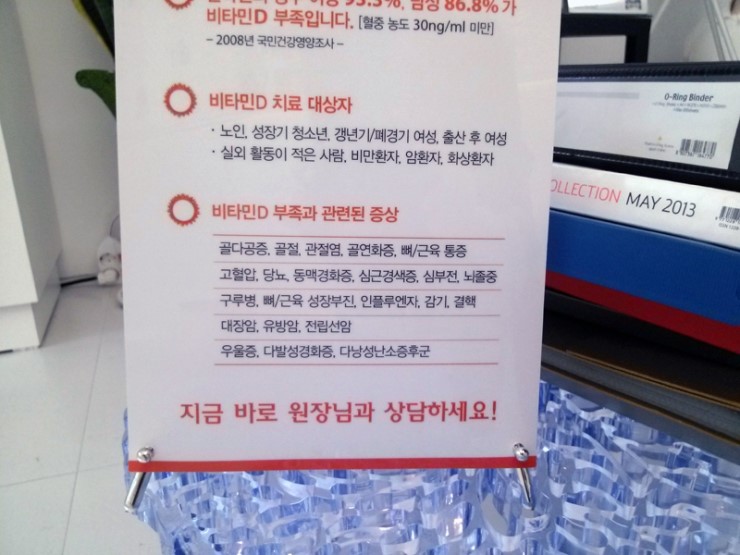 93.3%, 남성 86.8% 가
비타민D 부족입니다. [혈중 농도 30ng/ml 미만]
- 2008년 국민건강영양조사 -
비타민D 치료 대상자
· 노인, 성장기 청소년, 갱년기/폐경기 여성, 출산 후 여성
· 실외 활동이 적은 사람, 비만환자, 암환자, 화상환자
비타민D 부족과 관련된 증상
골다공증, 골절, 관절염, 골연화증, 뼈/근육 통증
고혈압, 당뇨, 동맥경화증, 심근경색증, 심부전, 뇌졸중
구루병, 뼈/근육 성장부진, 인플루엔자, 감기, 결핵
대장암, 유방암, 전립선암
우울증, 다발성경화증, 다낭성난소증후군
지금 바로 원장님과 상담하세요!
O-Ring Binder
OLLECTION MAY 2013